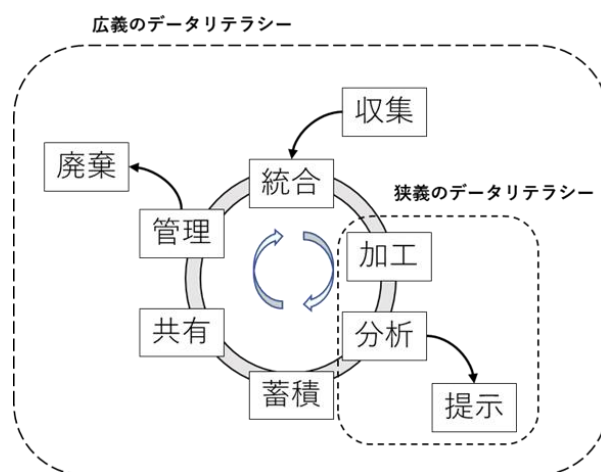 広義のデータリテラシー
収集
廃棄
統合
狭義のデータリテラシー
管理
加工
共有
分析
蓄積
提示